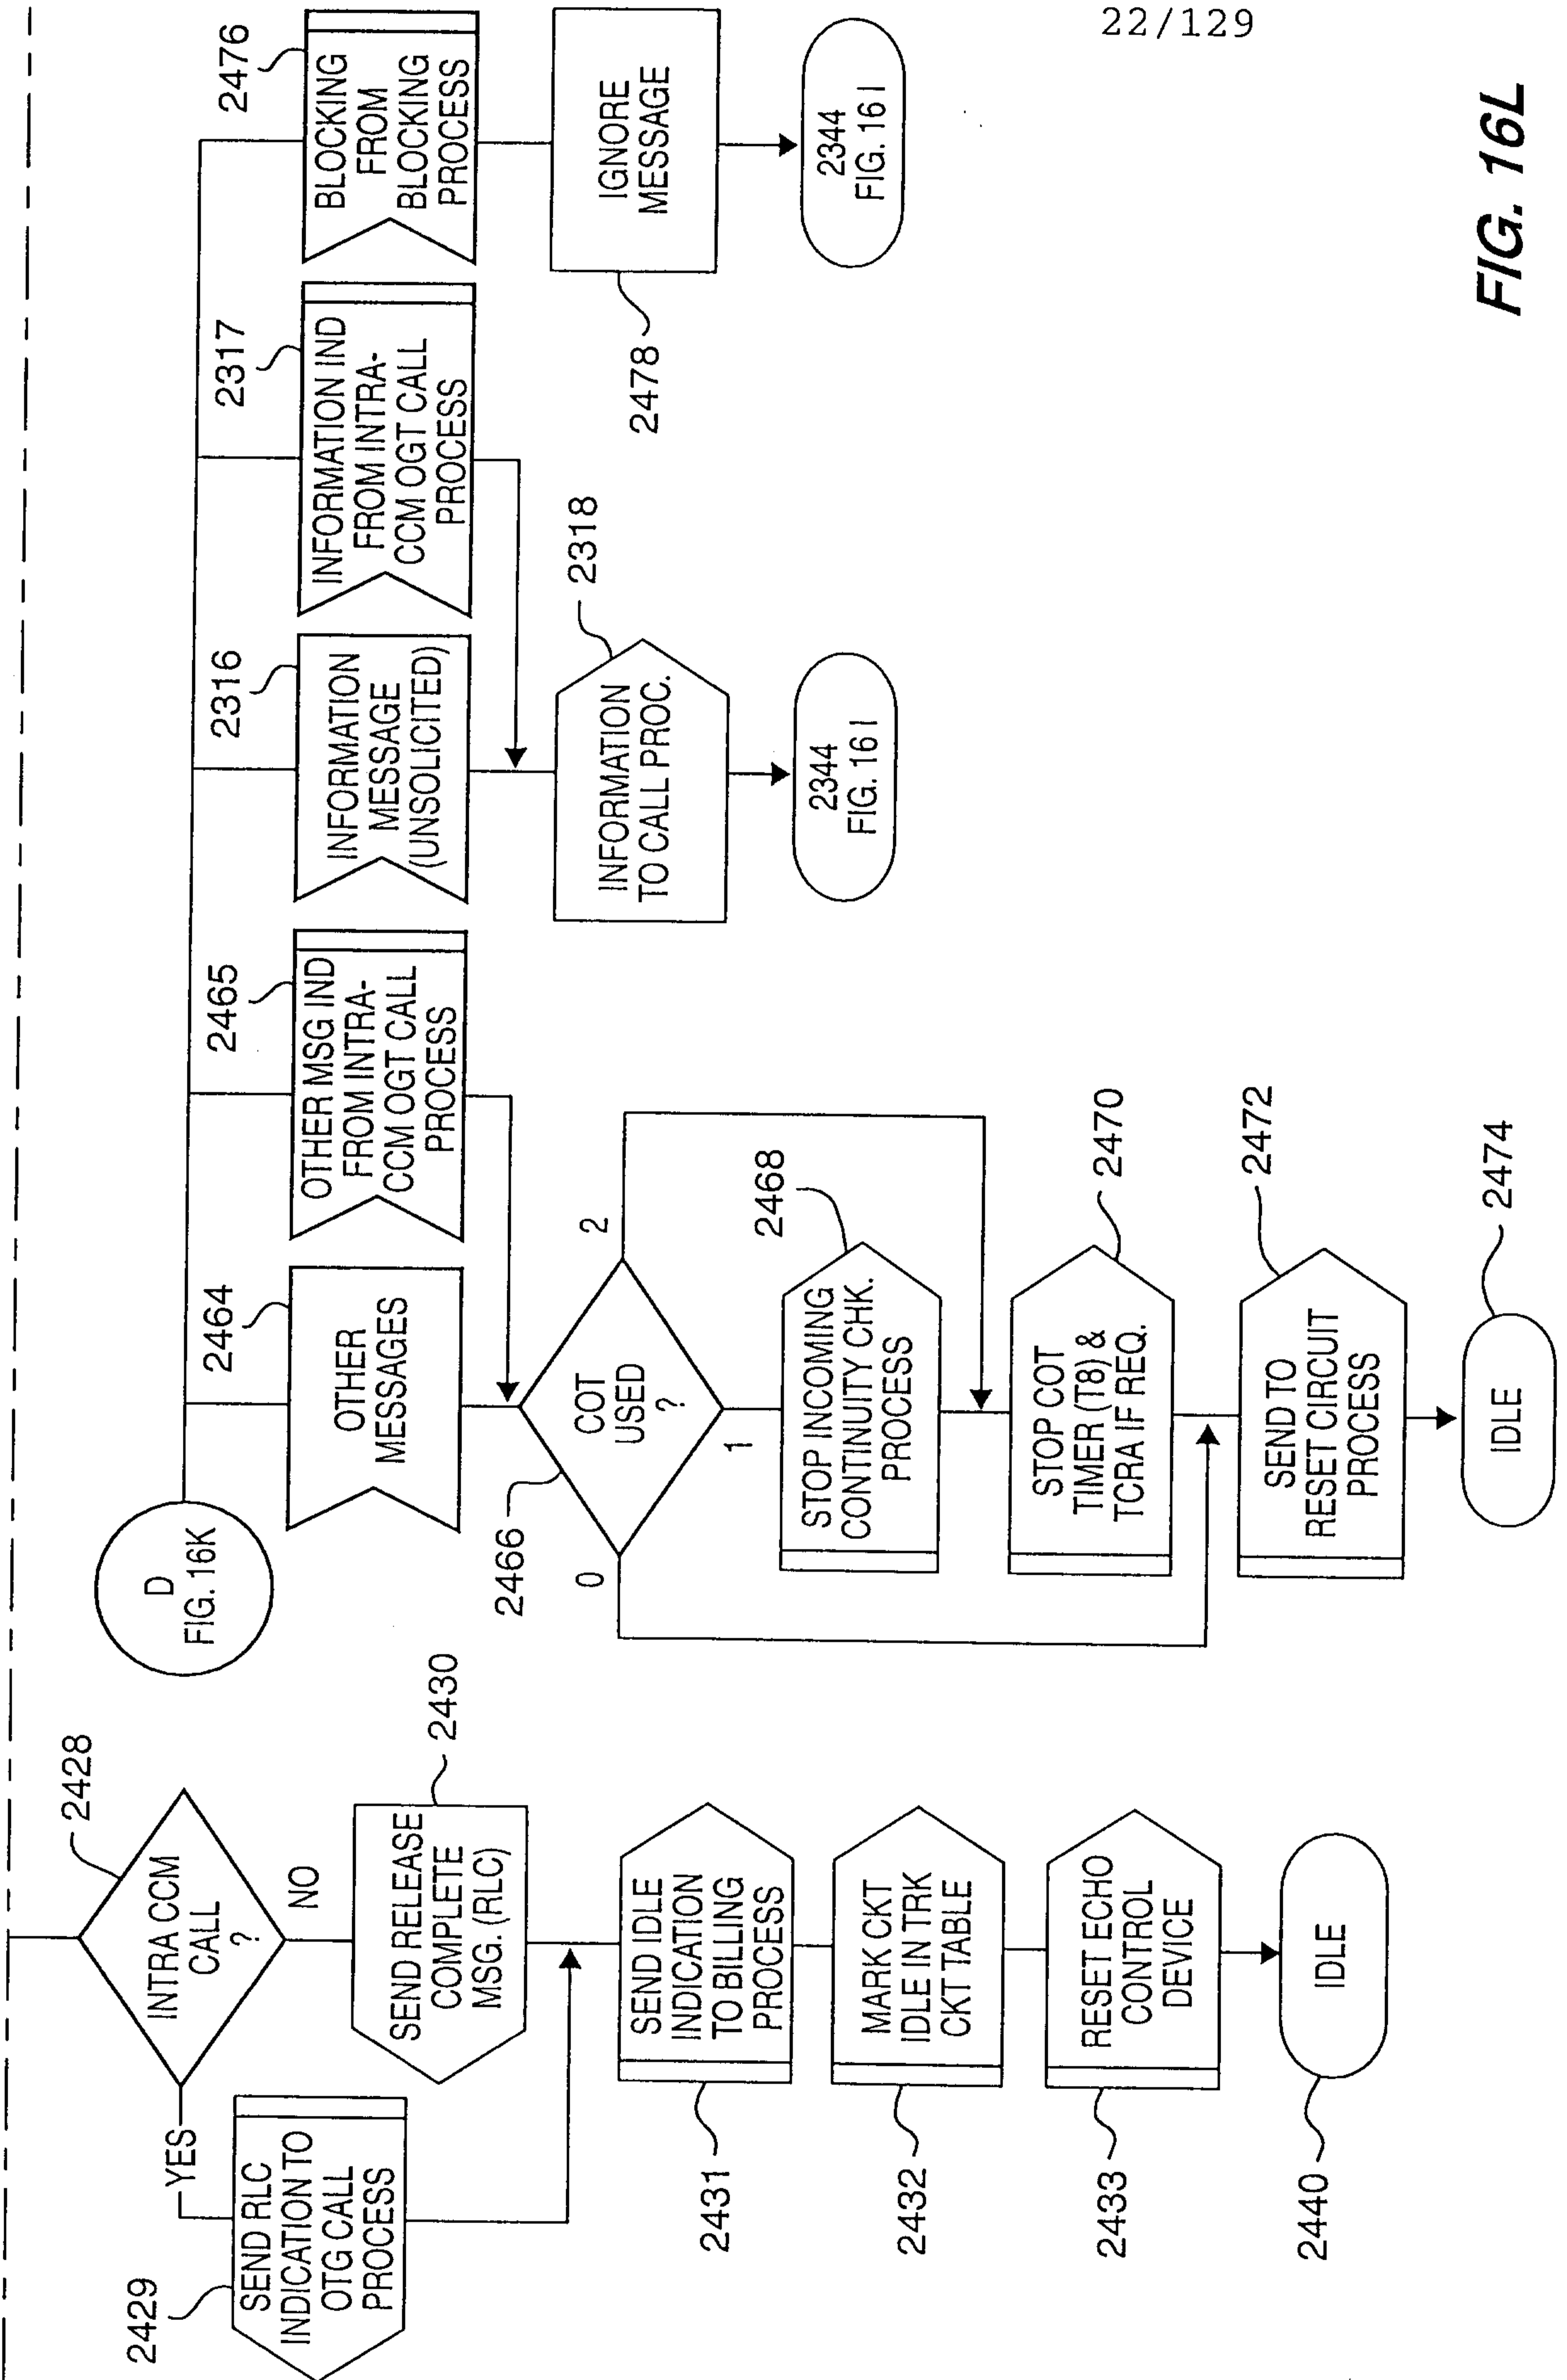 22/129
2428
INTRA CCM
CALL
?
YES
NO
2429
SEND RLC
INDICATION TO
OTG CALL
PROCESS
2430
SEND RELEASE
COMPLETE
MSG. (RLC)
2431
SEND IDLE
INDICATION
TO BILLING
PROCESS
2432
MARK CKT
IDLE IN TRK
CKT TABLE
2433
RESET ECHO
CONTROL
DEVICE
2440
IDLE
D
FIG. 16K
2464
OTHER
MESSAGES
2465
OTHER MSG IND
FROM INTRA-
CCM OGT CALL
PROCESS
2466
COT
USED
?
0
1
2
2468
STOP INCOMING
CONTINUITY CHK.
PROCESS
2470
STOP COT
TIMER (T8) &
TCRA IF REQ.
2472
SEND TO
RESET CIRCUIT
PROCESS
2474
IDLE
2316
INFORMATION
MESSAGE
(UNSOLICITED)
2317
INFORMATION IND
FROM INTRA-
CCM OGT CALL
PROCESS
2318
INFORMATION
TO CALL PROC.
2344
FIG. 16 I
2476
BLOCKING
FROM
BLOCKING
PROCESS
2478
IGNORE
MESSAGE
2344
FIG. 16 I
FIG. 16L